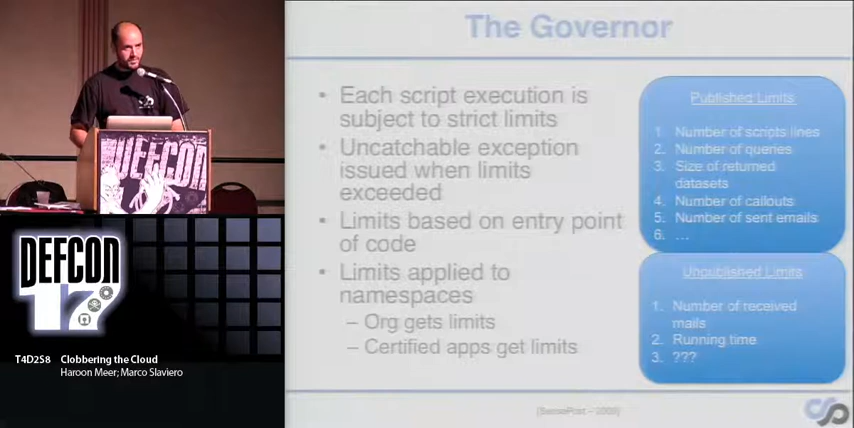 The Governor
• Each script execution is
subject to strict limits
• Uncatchable exception
issued when limits
exceeded
• Limits based on entry point
of code
• Limits applied to
namespaces
– Org gets limits
– Certified apps get limits
Published Limits
1. Number of scripts lines
2. Number of queries
3. Size of returned
datasets
4. Number of callouts
5. Number of sent emails
6. ...
Unpublished Limits
1. Number of received
mails
2. Running time
3. ???
[SensePost – 2009]
DEFCON
DEFCON
17
T4D2S8 Clobbering the Cloud
Haroon Meer; Marco Slaviero